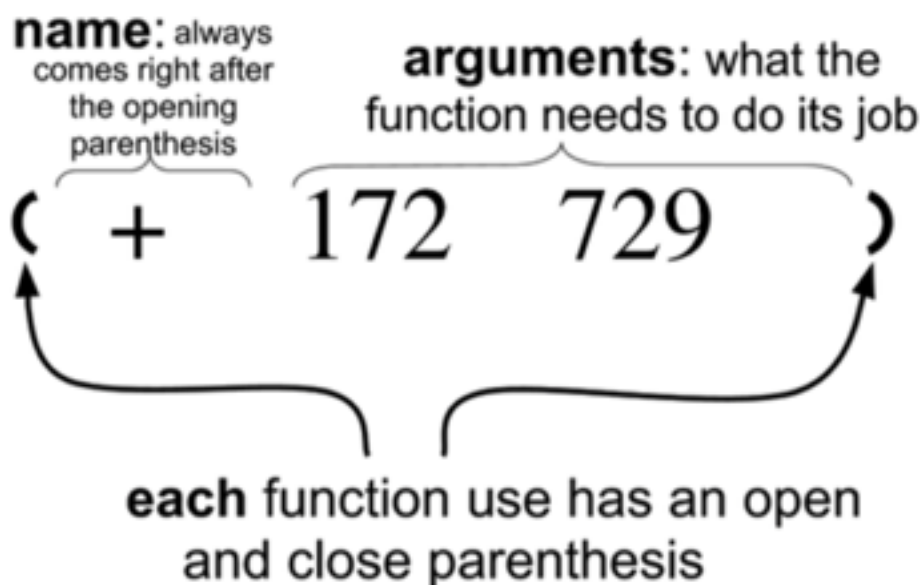 name: always
comes right after
the opening
parenthesis
arguments: what the
function needs to do its job
( + 172 729 )
each function use has an open
and close parenthesis